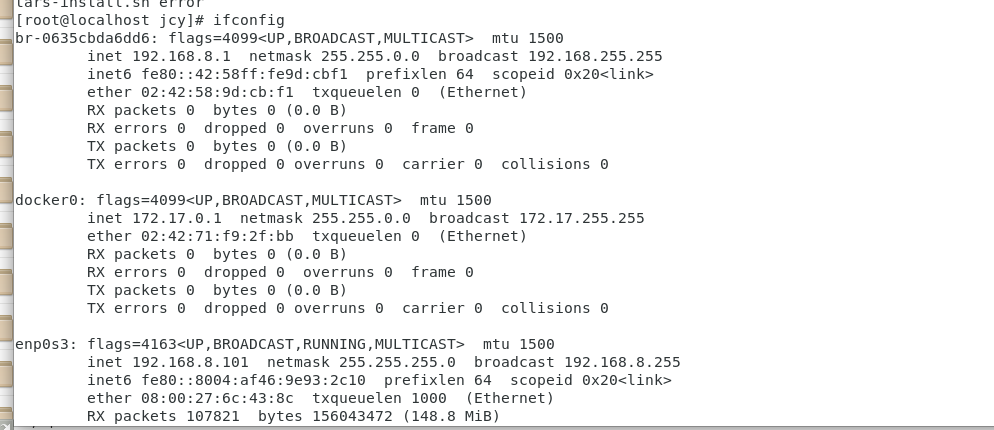 tars-install.sh error
[root@localhost jcy]# ifconfig
br-0635cbda6dd6: flags=4099<UP,BROADCAST,MULTICAST>  mtu 1500
        inet 192.168.8.1  netmask 255.255.0.0  broadcast 192.168.255.255
        inet6 fe80::42:58ff:fe9d:cbf1  prefixlen 64  scopeid 0x20<link>
        ether 02:42:58:9d:cb:f1  txqueuelen 0  (Ethernet)
        RX packets 0  bytes 0 (0.0 B)
        RX errors 0  dropped 0  overruns 0  frame 0
        TX packets 0  bytes 0 (0.0 B)
        TX errors 0  dropped 0 overruns 0  carrier 0  collisions 0

docker0: flags=4099<UP,BROADCAST,MULTICAST>  mtu 1500
        inet 172.17.0.1  netmask 255.255.0.0  broadcast 172.17.255.255
        ether 02:42:71:f9:2f:bb  txqueuelen 0  (Ethernet)
        RX packets 0  bytes 0 (0.0 B)
        RX errors 0  dropped 0  overruns 0  frame 0
        TX packets 0  bytes 0 (0.0 B)
        TX errors 0  dropped 0 overruns 0  carrier 0  collisions 0

enp0s3: flags=4163<UP,BROADCAST,RUNNING,MULTICAST>  mtu 1500
        inet 192.168.8.101  netmask 255.255.255.0  broadcast 192.168.8.255
        inet6 fe80::8004:af46:9e93:2c10  prefixlen 64  scopeid 0x20<link>
        ether 08:00:27:6c:43:8c  txqueuelen 1000  (Ethernet)
        RX packets 107821  bytes 156043472 (148.8 MiB)